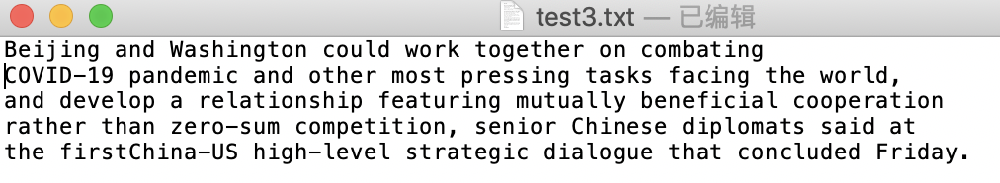 test3.txt — 已编辑
Beijing and Washington could work together on combating
COVID-19 pandemic and other most pressing tasks facing the world,
and develop a relationship featuring mutually beneficial cooperation
rather than zero-sum competition, senior Chinese diplomats said at
the firstChina-US high-level strategic dialogue that concluded Friday.